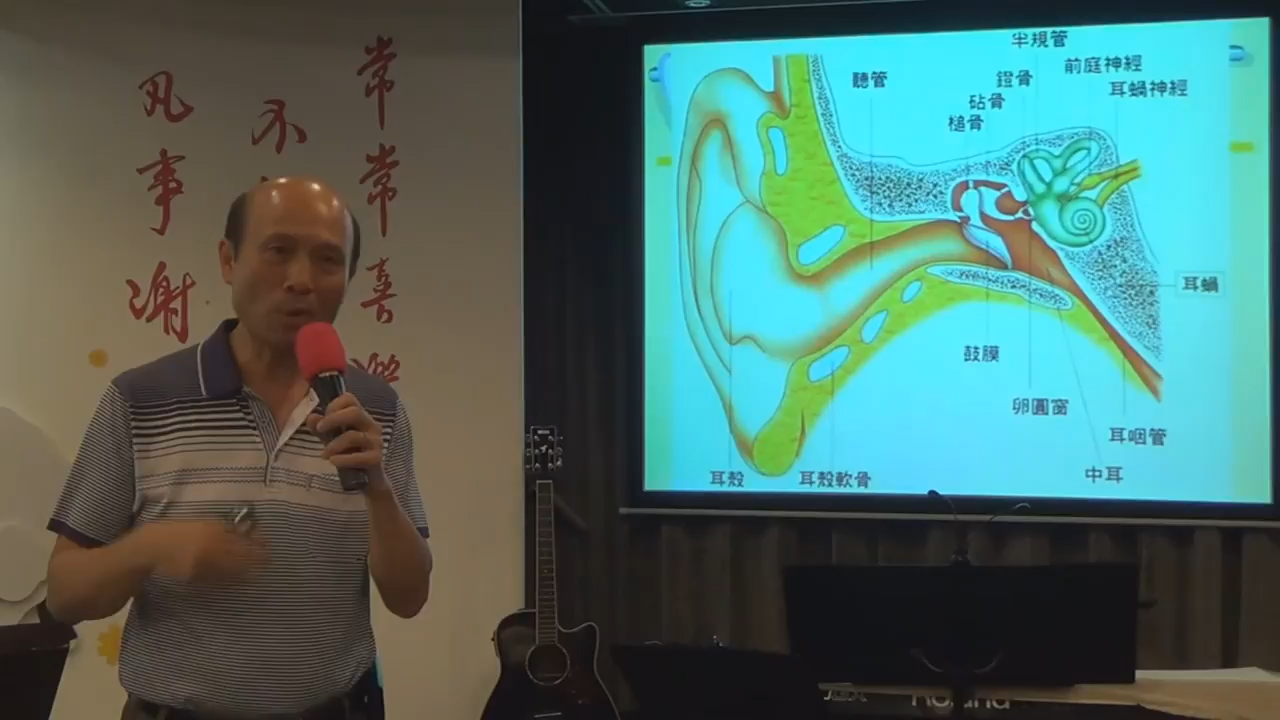 常常喜樂
不
凡事謝
半規管
前庭神經
聽管
鐙骨
耳蝸神經
砧骨
槌骨
耳蝸
鼓膜
卵圓窗
耳咽管
中耳
耳殼
耳殼軟骨
Roland